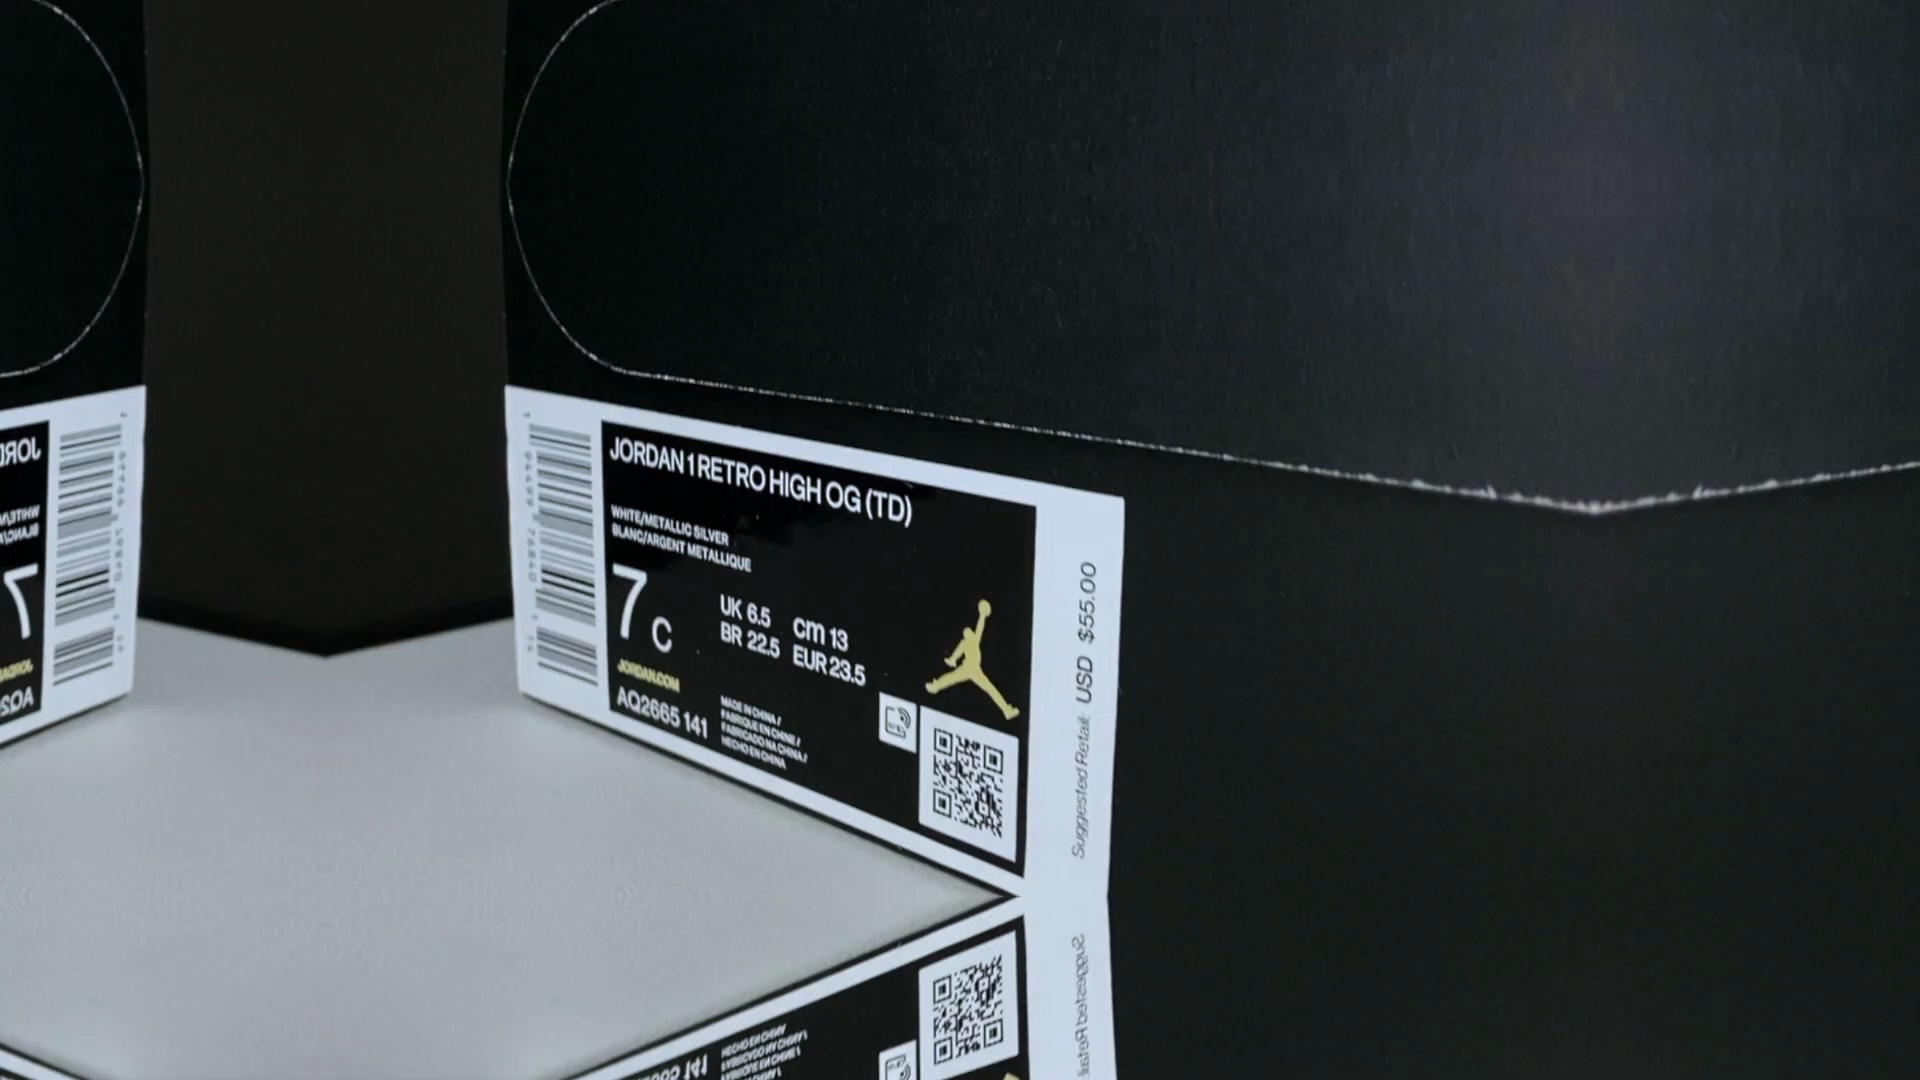 JORDAN 1 RETRO HIGH OG (TD)
WHITE/METALLIC SILVER
BLANC/ARGENT METALLIQUE
7C
UK 6.5 cm 13
BR 22.5 EUR 23.5
JORDAN.COM
AQ2665 141
MADE IN CHINA /
FABRIQUE EN CHINE /
FABRICADO NA CHINA /
HECHO EN CHINA
Suggested Retail: USD $55.00